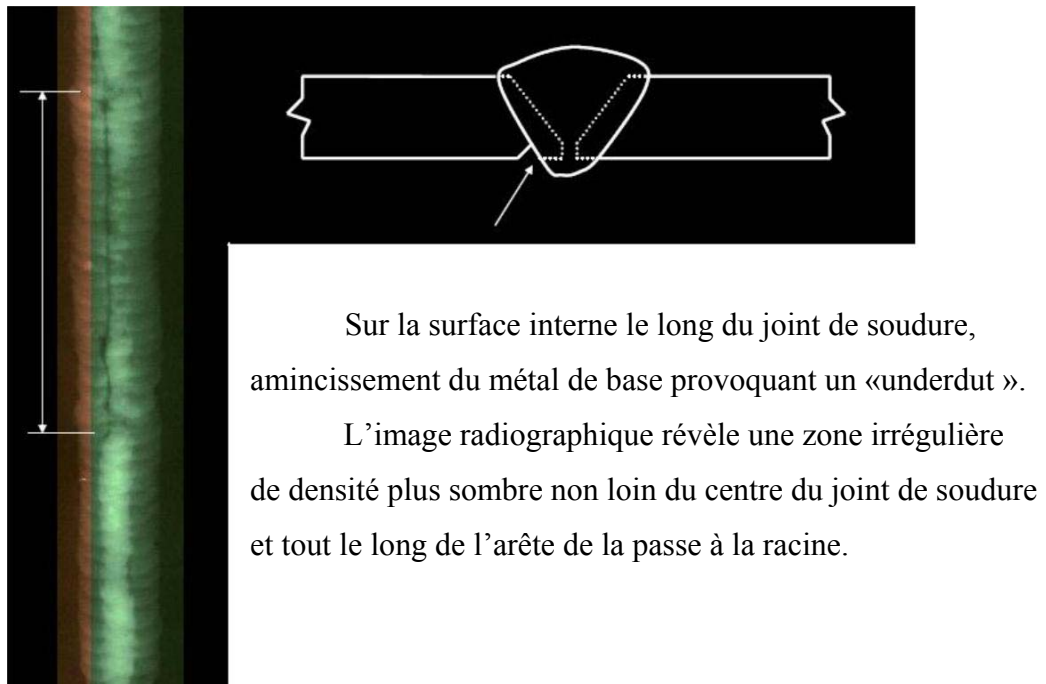 Sur la surface interne le long du joint de soudure,
amincissement du métal de base provoquant un «underdut ».
L’image radiographique révèle une zone irrégulière
de densité plus sombre non loin du centre du joint de soudure
et tout le long de l’arête de la passe à la racine.